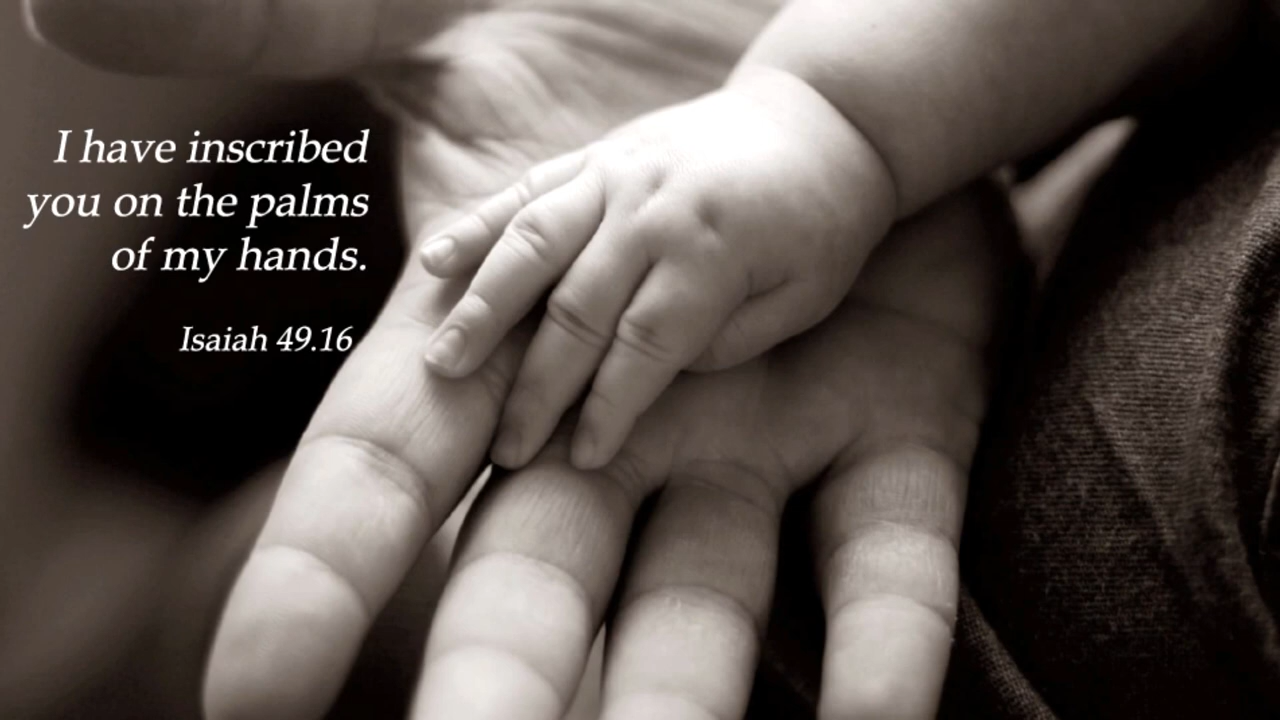 I have inscribed
you on the palms
of my hands.
Isaiah 49.16